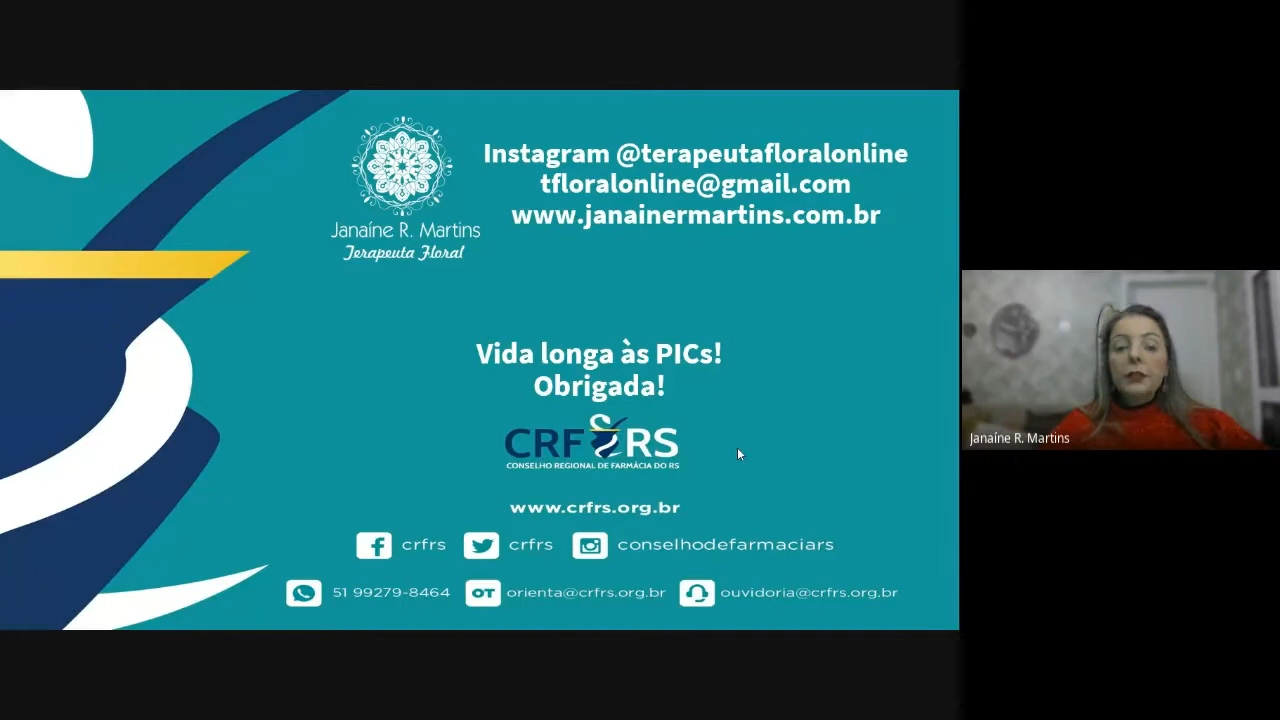 Instagram @terapeutafloralonline
tfloralonline@gmail.com
www.janainermartins.com.br
Janaíne R. Martins
Terapeuta Floral
Vida longa às PICs!
Obrigada!
CRF RS
CONSELHO REGIONAL DE FARMÁCIA DO RS
www.crfrs.org.br
crfrs crfrs conselhodefarmaciars
51 99279-8464 OT orienta@crfrs.org.br ouvidoria@crfrs.org.br
Janaíne R. Martins